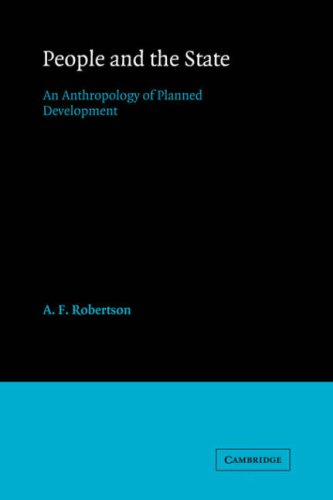 People and the State
An Anthropology of Planned
Development
A. F. Robertson
CAMBRIDGE